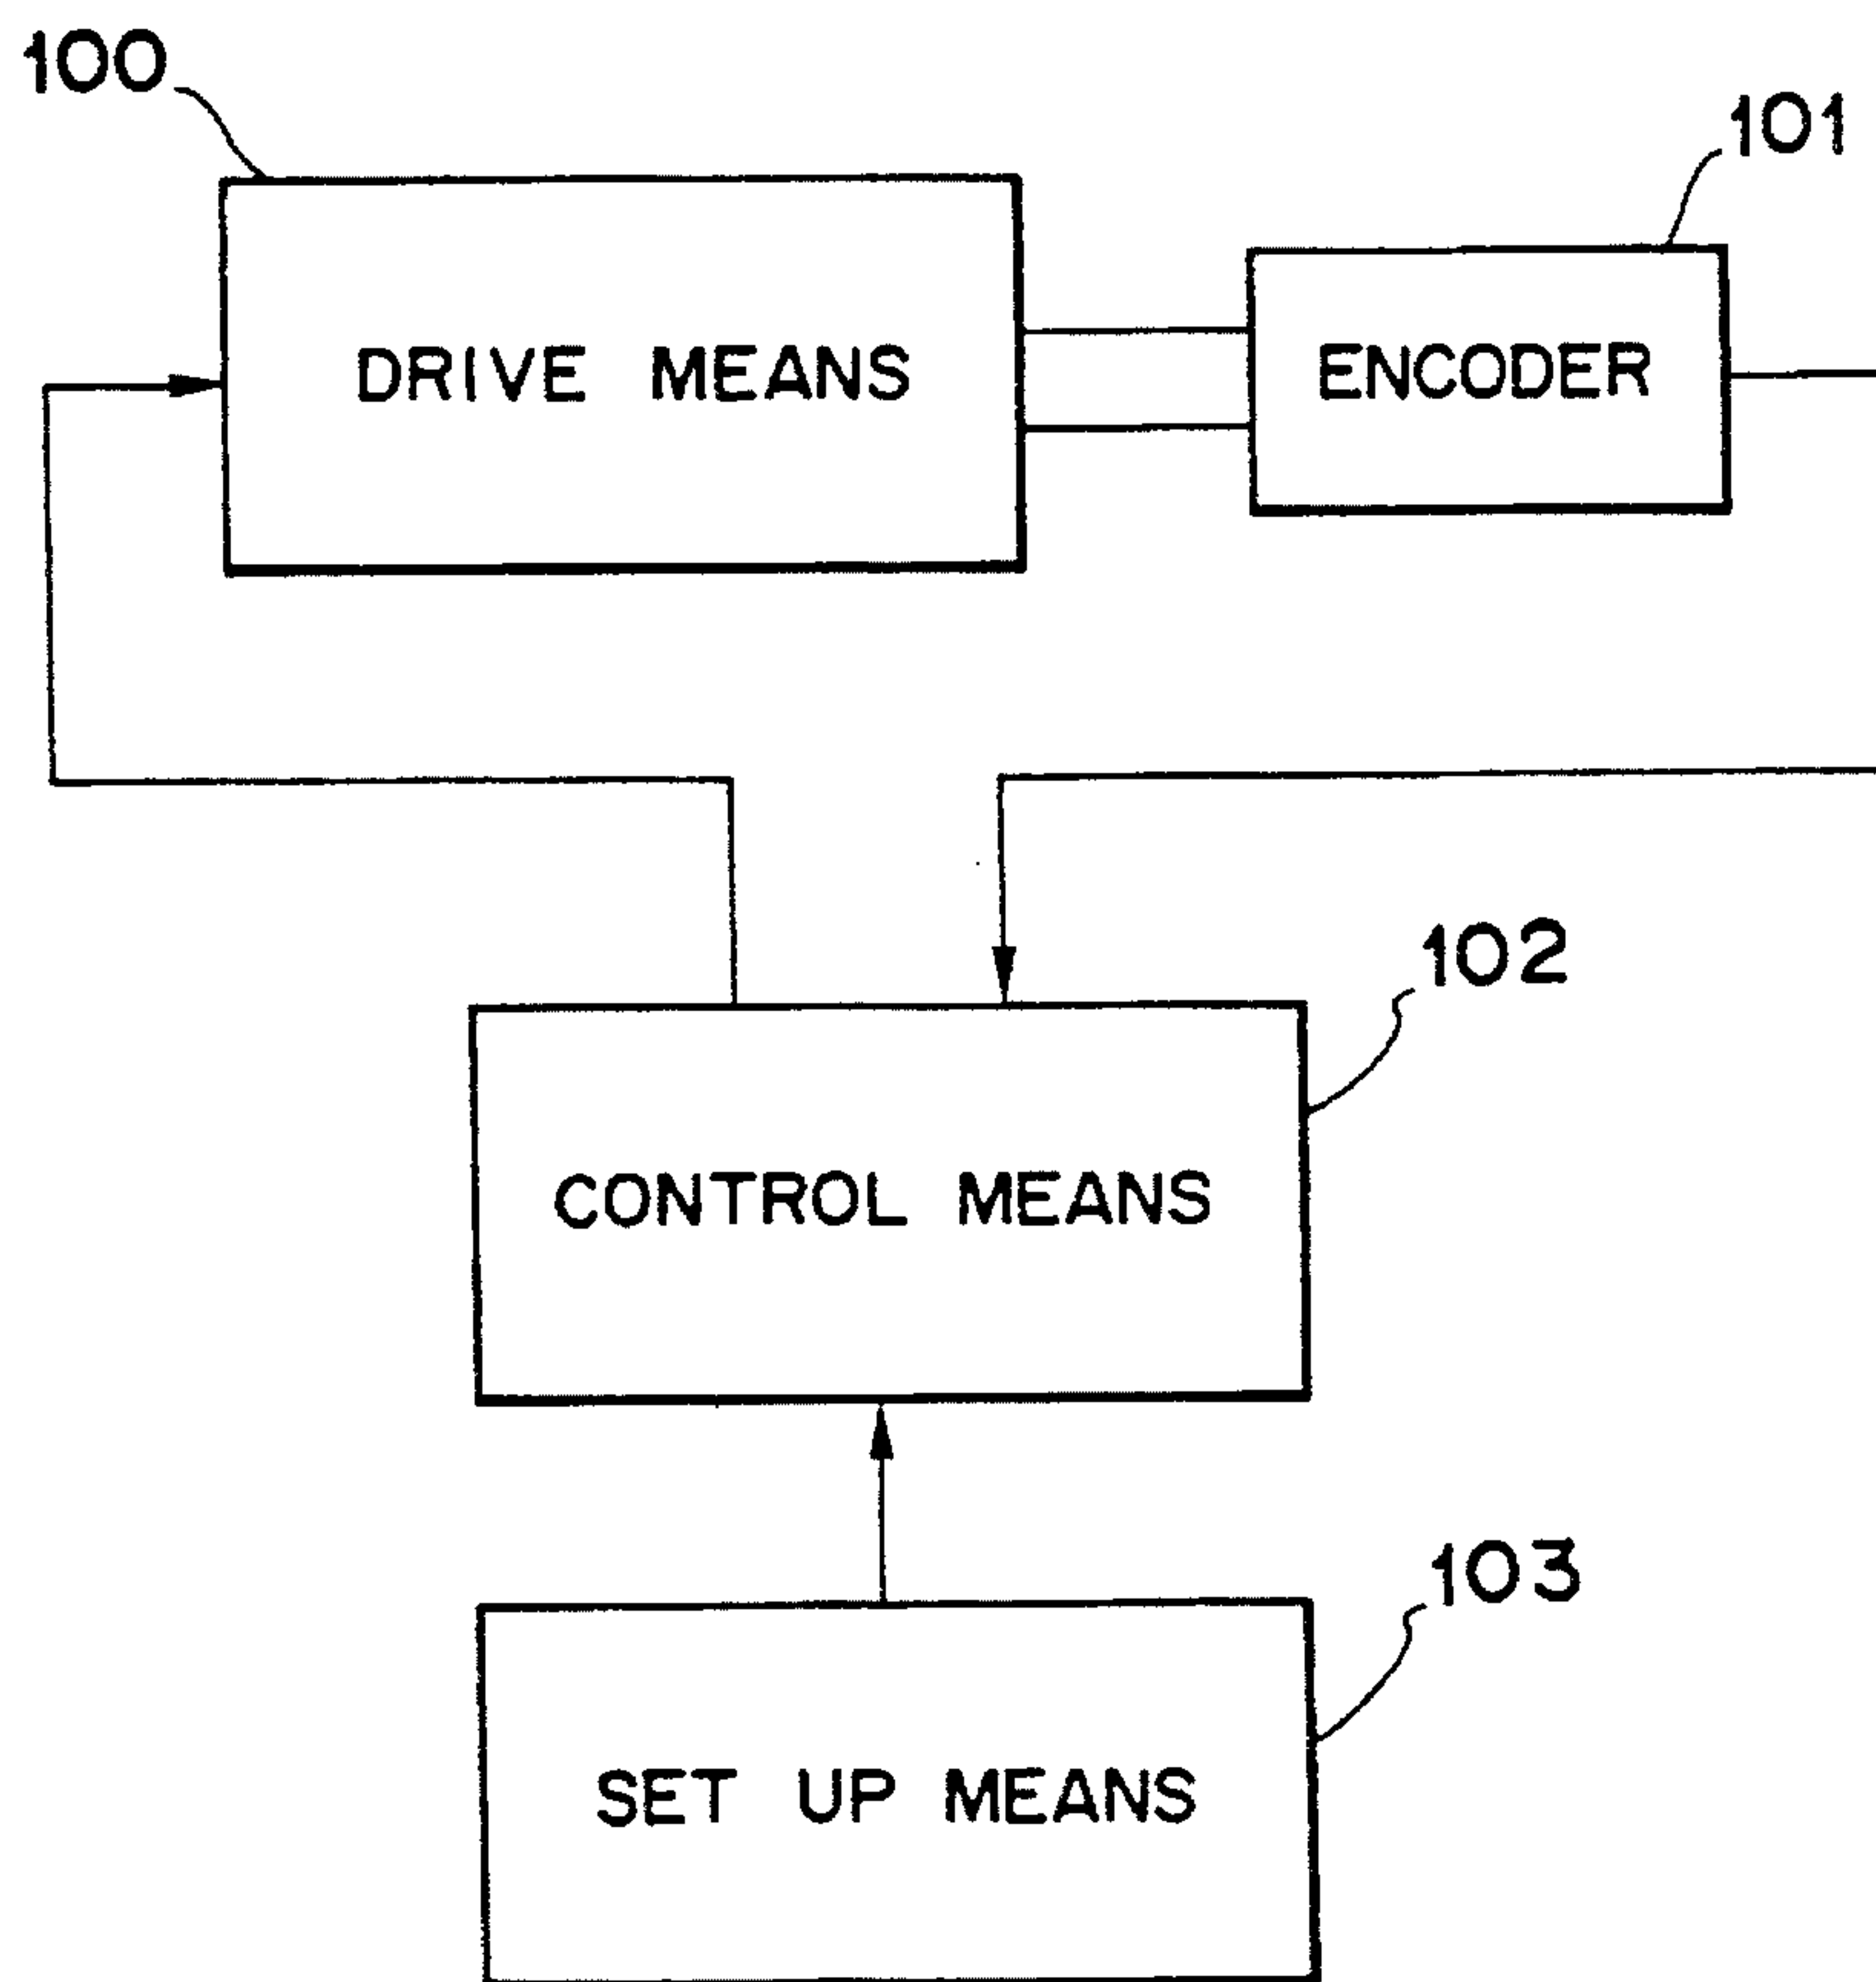 100
101
DRIVE MEANS
ENCODER
102
CONTROL MEANS
103
SET UP MEANS